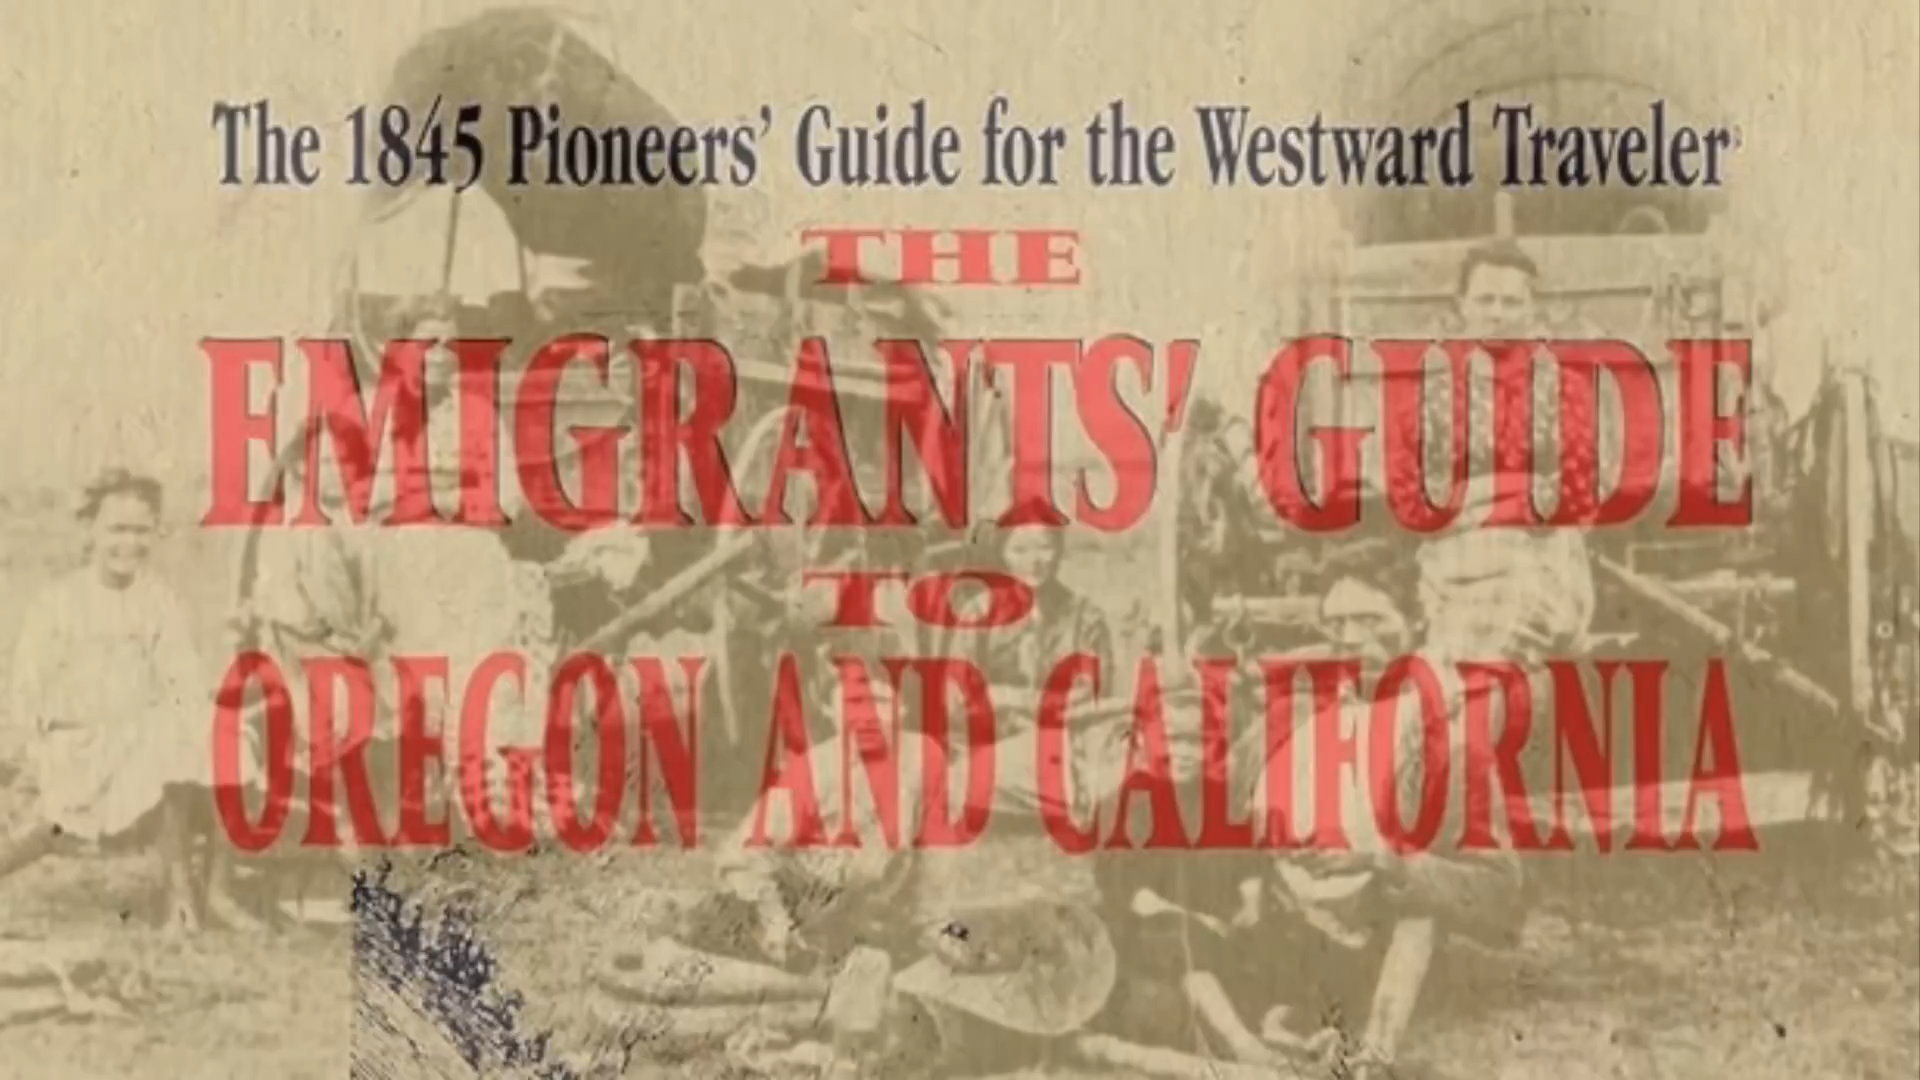 The 1845 Pioneers’ Guide for the Westward Traveler
THE
EMIGRANTS' GUIDE
TO
OREGON AND CALIFORNIA